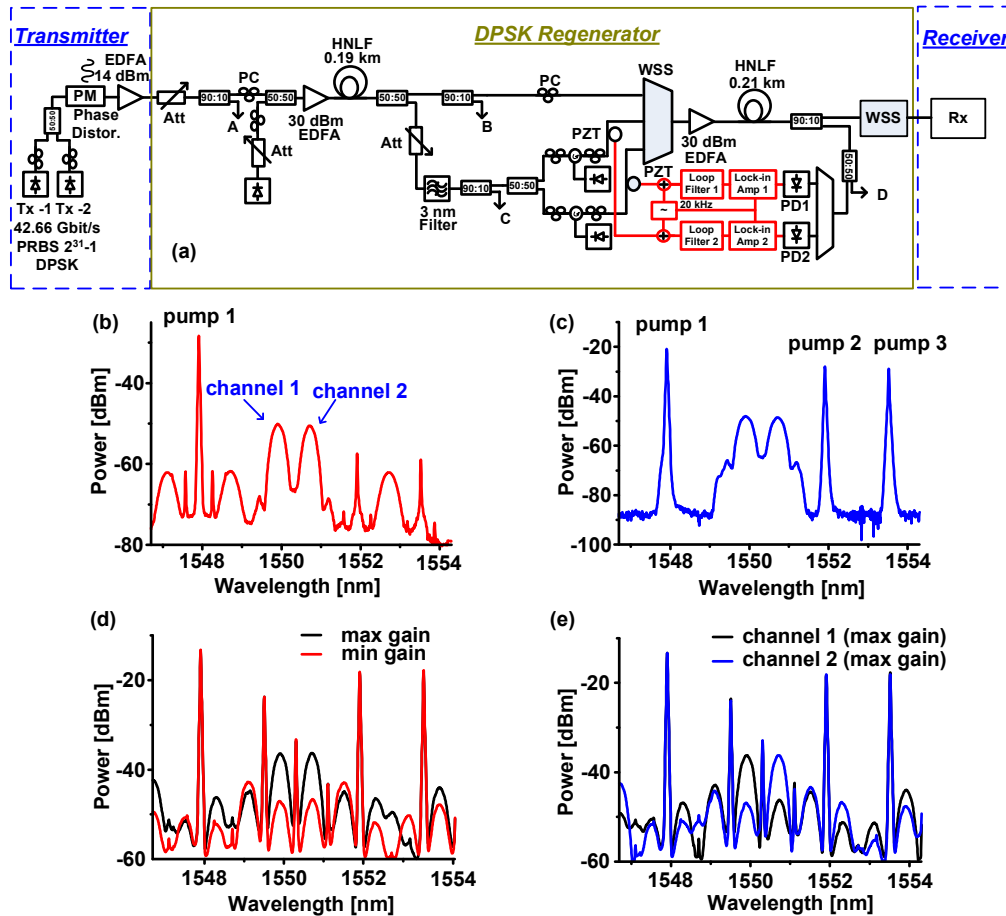 Transmitter
DPSK Regenerator
Receiver
EDFA
14 dBm
PM
Phase
Distor.
50:50
Att
90:10
A
PC
50:50
Att
30 dBm
EDFA
HNLF
0.19 km
50:50
90:10
B
PC
WSS
30 dBm
EDFA
HNLF
0.21 km
90:10
WSS
Rx
Att
3 nm
Filter
90:10
C
50:50
PZT
PZT
Loop
Filter 1
Lock-in
Amp 1
PD1
~
20 kHz
Loop
Filter 2
Lock-in
Amp 2
PD2
50:50
D
Tx -1 Tx -2
42.66 Gbit/s
PRBS 2^31-1
DPSK
(a)
(b)
pump 1
channel 1
channel 2
Power [dBm]
-40
-60
-80
1548 1550 1552 1554
Wavelength [nm]
(c)
pump 1
pump 2
pump 3
Power [dBm]
-20
-40
-60
-80
-100
1548 1550 1552 1554
Wavelength [nm]
(d)
max gain
min gain
Power [dBm]
-20
-40
-60
1548 1550 1552 1554
Wavelength [nm]
(e)
channel 1 (max gain)
channel 2 (max gain)
Power [dBm]
-20
-40
-60
1548 1550 1552 1554
Wavelength [nm]